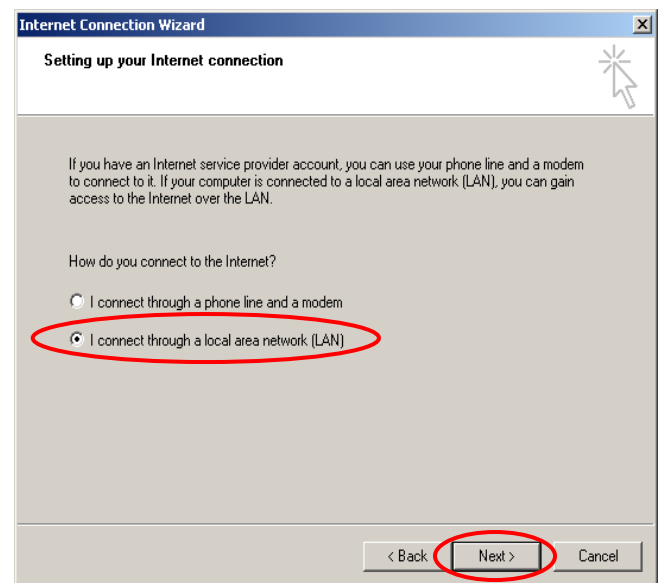 Internet Connection Wizard
Setting up your Internet connection
If you have an Internet service provider account, you can use your phone line and a modem
to connect to it. If your computer is connected to a local area network (LAN), you can gain
access to the Internet over the LAN.
How do you connect to the Internet?
I connect through a phone line and a modem
I connect through a local area network (LAN)
< Back Next > Cancel